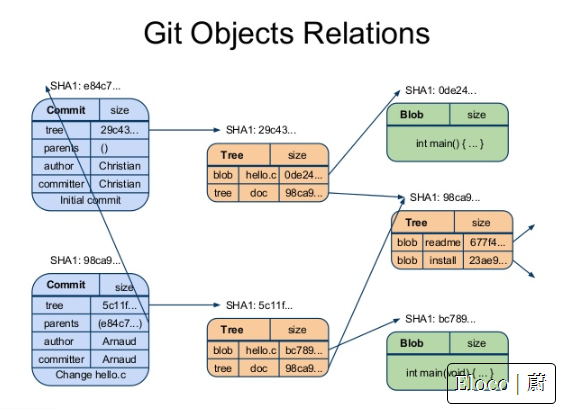 Git Objects Relations
SHA1: e84c7...
Commit size
tree 29c43...
parents ()
author Christian
committer Christian
Initial commit
SHA1: 29c43...
Tree size
blob hello.c 0de24...
tree doc 98ca9...
SHA1: 0de24...
Blob size
int main() { ... }
SHA1: 98ca9...
Tree size
blob readme 677f4...
blob install 23ae9...
SHA1: 98ca9...
Commit size
tree 5c11f...
parents (e84c7...)
author Arnaud
committer Arnaud
Change hello.c
SHA1: 5c11f...
Tree size
blob hello.c bc789...
tree doc 98ca9...
SHA1: bc789...
Blob size
int main(void) { ... }
Eloco | 蔚